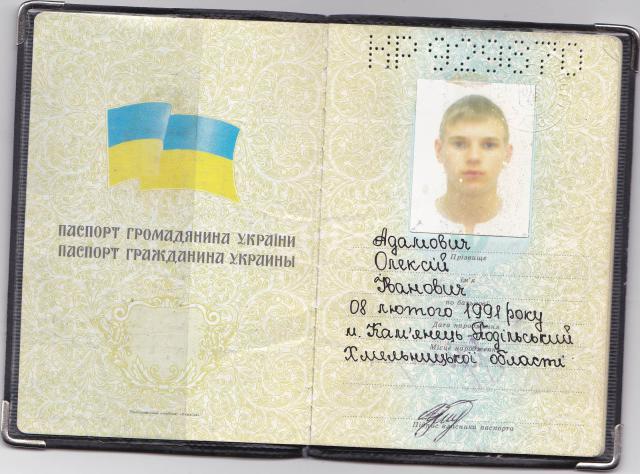 ПАСПОРТ ГРОМАДЯНИНА УКРАЇНИ
ПАСПОРТ ГРАЖДАНИНА УКРАИНЫ
НР 929870
Адамович
Прізвище
Олексій
Ім'я
Іванович
по батькові
08 лютого 1991 року
Дата народження
м. Кам'янець-Подільський
Місце народження
Хмельницької області
Підпис власника паспорта